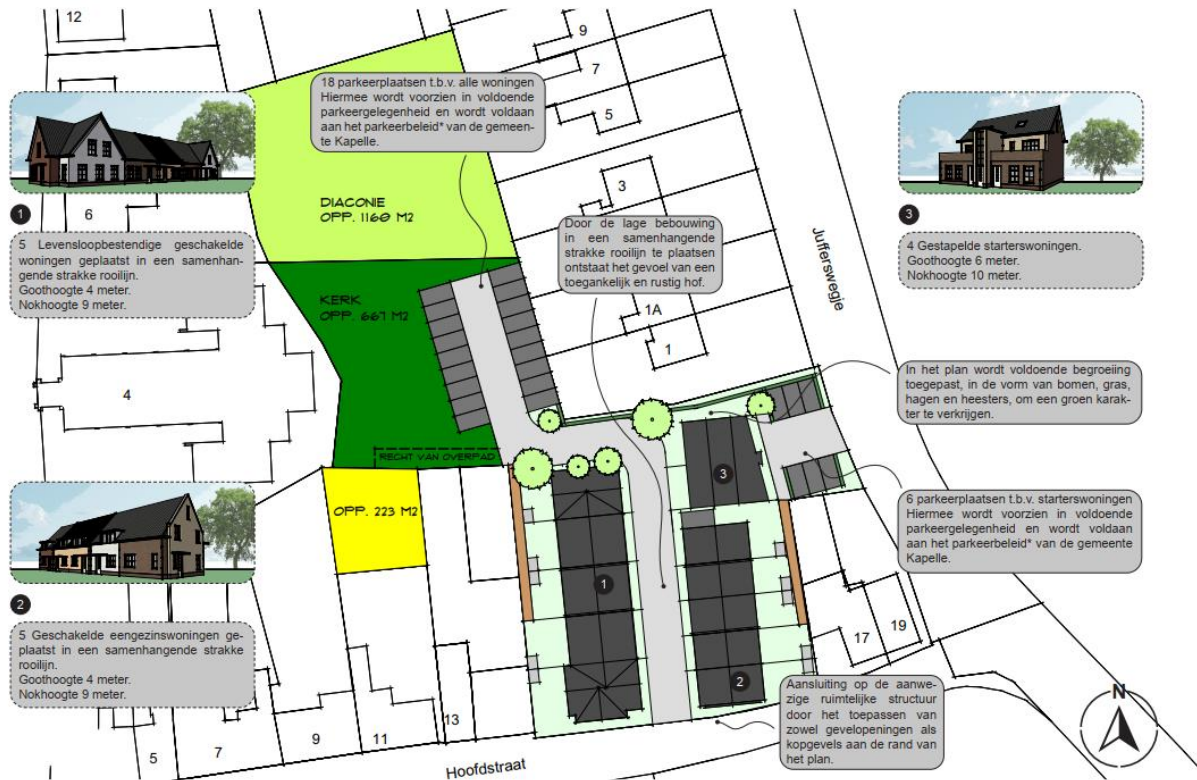 12
18 parkeerplaatsen t.b.v. alle woningen
Hiermee wordt voorzien in voldoende
parkeergelegenheid en wordt voldaan
aan het parkeerbeleid* van de gemeen-
te Kapelle.
9
7
5
3
1A
1
1
6
5 Levensloopbestendige geschakelde
woningen geplaatst in een samenhan-
gende strakke rooilijn.
Goothoogte 4 meter.
Nokhoogte 9 meter.
DIACONIE
OPP. 1160 M2
Door de lage bebouwing
in een samenhangende
strakke rooilijn te plaatsen
ontstaat het gevoel van een
toegankelijk en rustig hof.
Jufferswegje
3
4 Gestapelde starterswoningen.
Goothoogte 6 meter.
Nokhoogte 10 meter.
KERK
OPP. 667 M2
4
In het plan wordt voldoende begroeiing
toegepast, in de vorm van bomen, gras,
hagen en heesters, om een groen karak-
ter te verkrijgen.
RECHT VAN OVERPAD
3
OPP. 223 M2
6 parkeerplaatsen t.b.v. starterswoningen
Hiermee wordt voorzien in voldoende
parkeergelegenheid en wordt voldaan
aan het parkeerbeleid* van de gemeente
Kapelle.
1
2
5 Geschakelde eengezinswoningen ge-
plaatst in een samenhangende strakke
rooilijn.
Goothoogte 4 meter.
Nokhoogte 9 meter.
17
19
2
Aansluiting op de aanwe-
zige ruimtelijke structuur
door het toepassen van
zowel gevelopeningen als
kopgevels aan de rand van
het plan.
N
5
7
9
11
13
Hoofdstraat